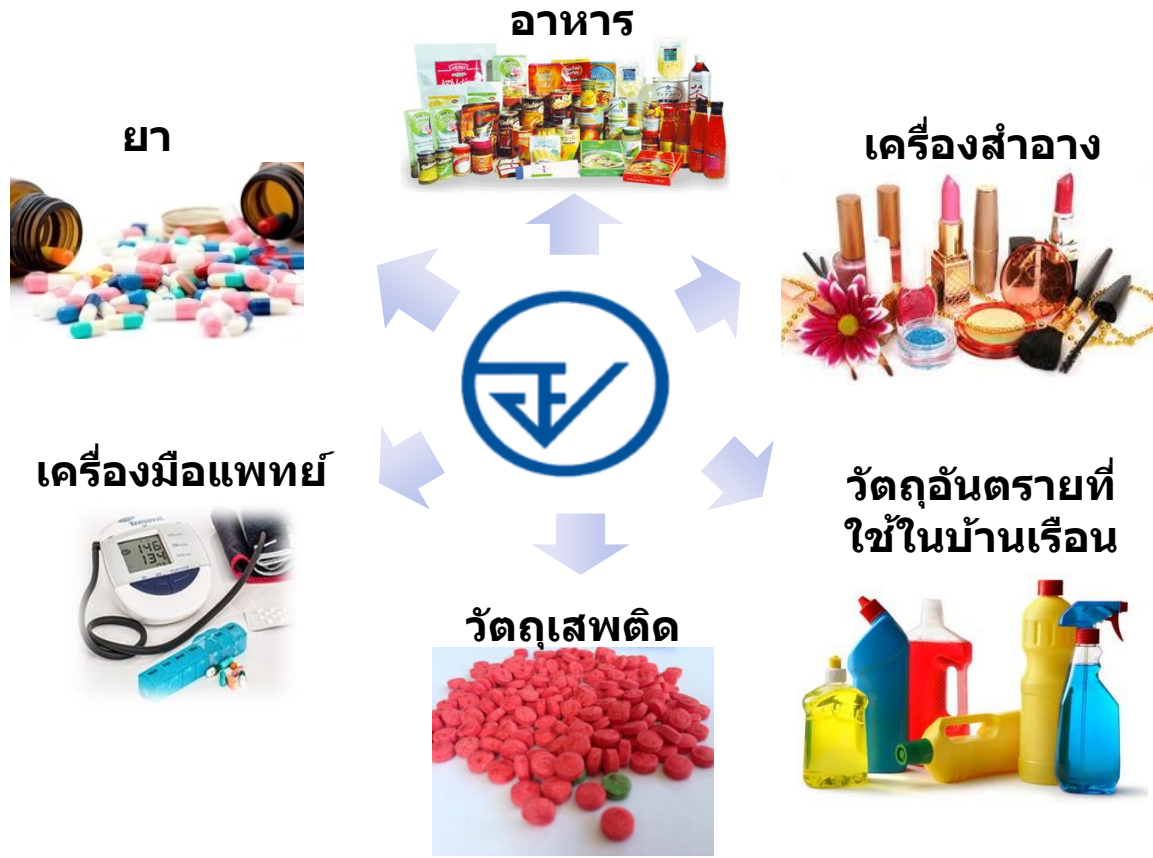 อาหาร
ยา
เครื่องสำอาง
เครื่องมือแพทย์
วัตถุอันตรายที่
ใช้ในบ้านเรือน
วัตถุเสพติด
Tensoval
146
134